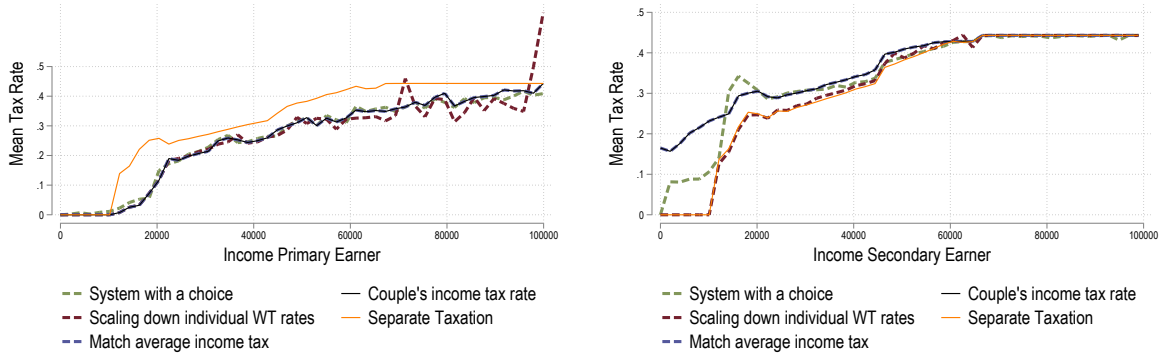 Mean Tax Rate
.5
.4
.3
.2
.1
0
0 20000 40000 60000 80000 100000
Income Primary Earner
System with a choice
Couple's income tax rate
Scaling down individual WT rates
Separate Taxation
Match average income tax
Mean Tax Rate
.5
.4
.3
.2
.1
0
0 20000 40000 60000 80000 100000
Income Secondary Earner
System with a choice
Couple's income tax rate
Scaling down individual WT rates
Separate Taxation
Match average income tax